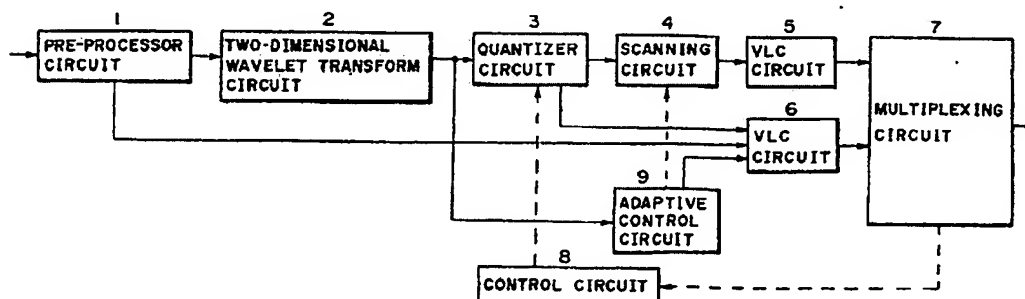 1
PRE-PROCESSOR
CIRCUIT
2
TWO-DIMENSIONAL
WAVELET TRANSFORM
CIRCUIT
3
QUANTIZER
CIRCUIT
4
SCANNING
CIRCUIT
5
VLC
CIRCUIT
6
VLC
CIRCUIT
7
MULTIPLEXING
CIRCUIT
9
ADAPTIVE
CONTROL
CIRCUIT
8
CONTROL CIRCUIT